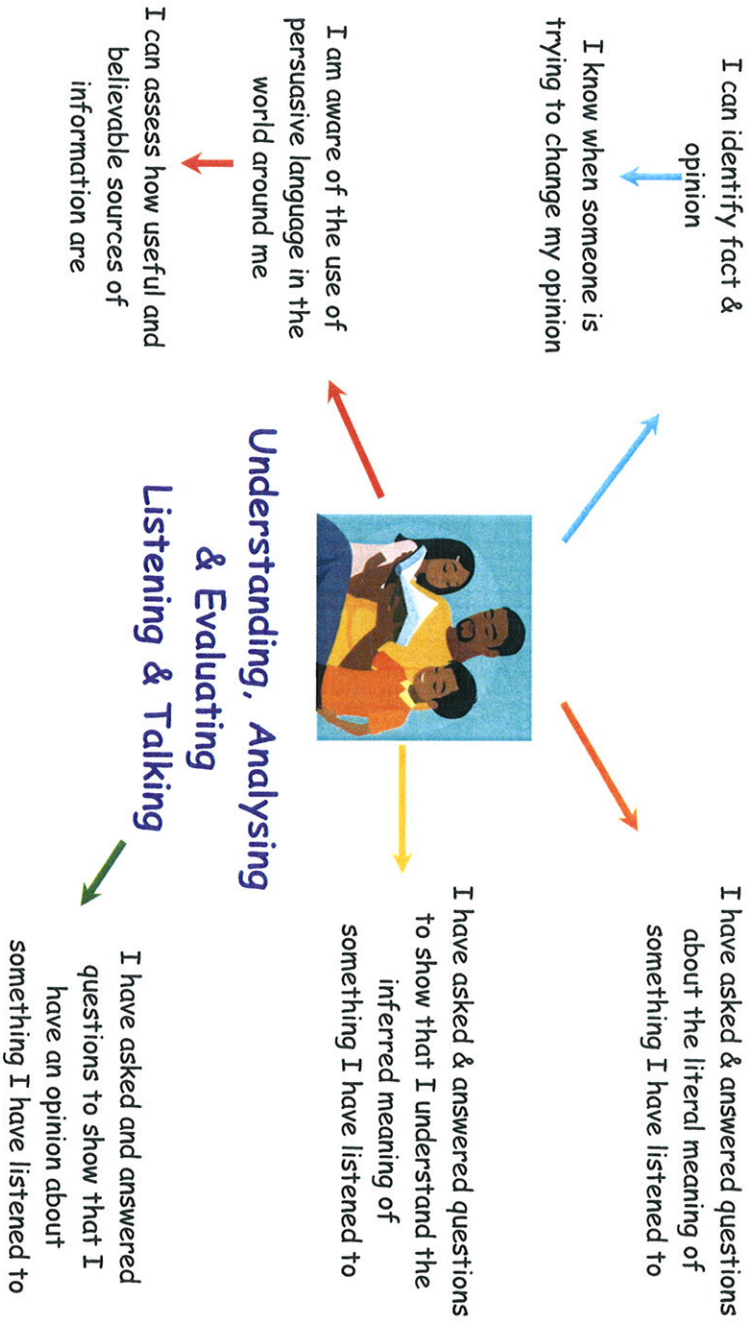 I can identify fact &
opinion
I know when someone is
trying to change my opinion
I am aware of the use of
persuasive language in the
world around me
I can assess how useful and
believable sources of
information are
Understanding, Analysing
& Evaluating
Listening & Talking
I have asked & answered questions
about the literal meaning of
something I have listened to
I have asked & answered questions
to show that I understand the
inferred meaning of
something I have listened to
I have asked and answered
questions to show that I
have an opinion about
something I have listened to